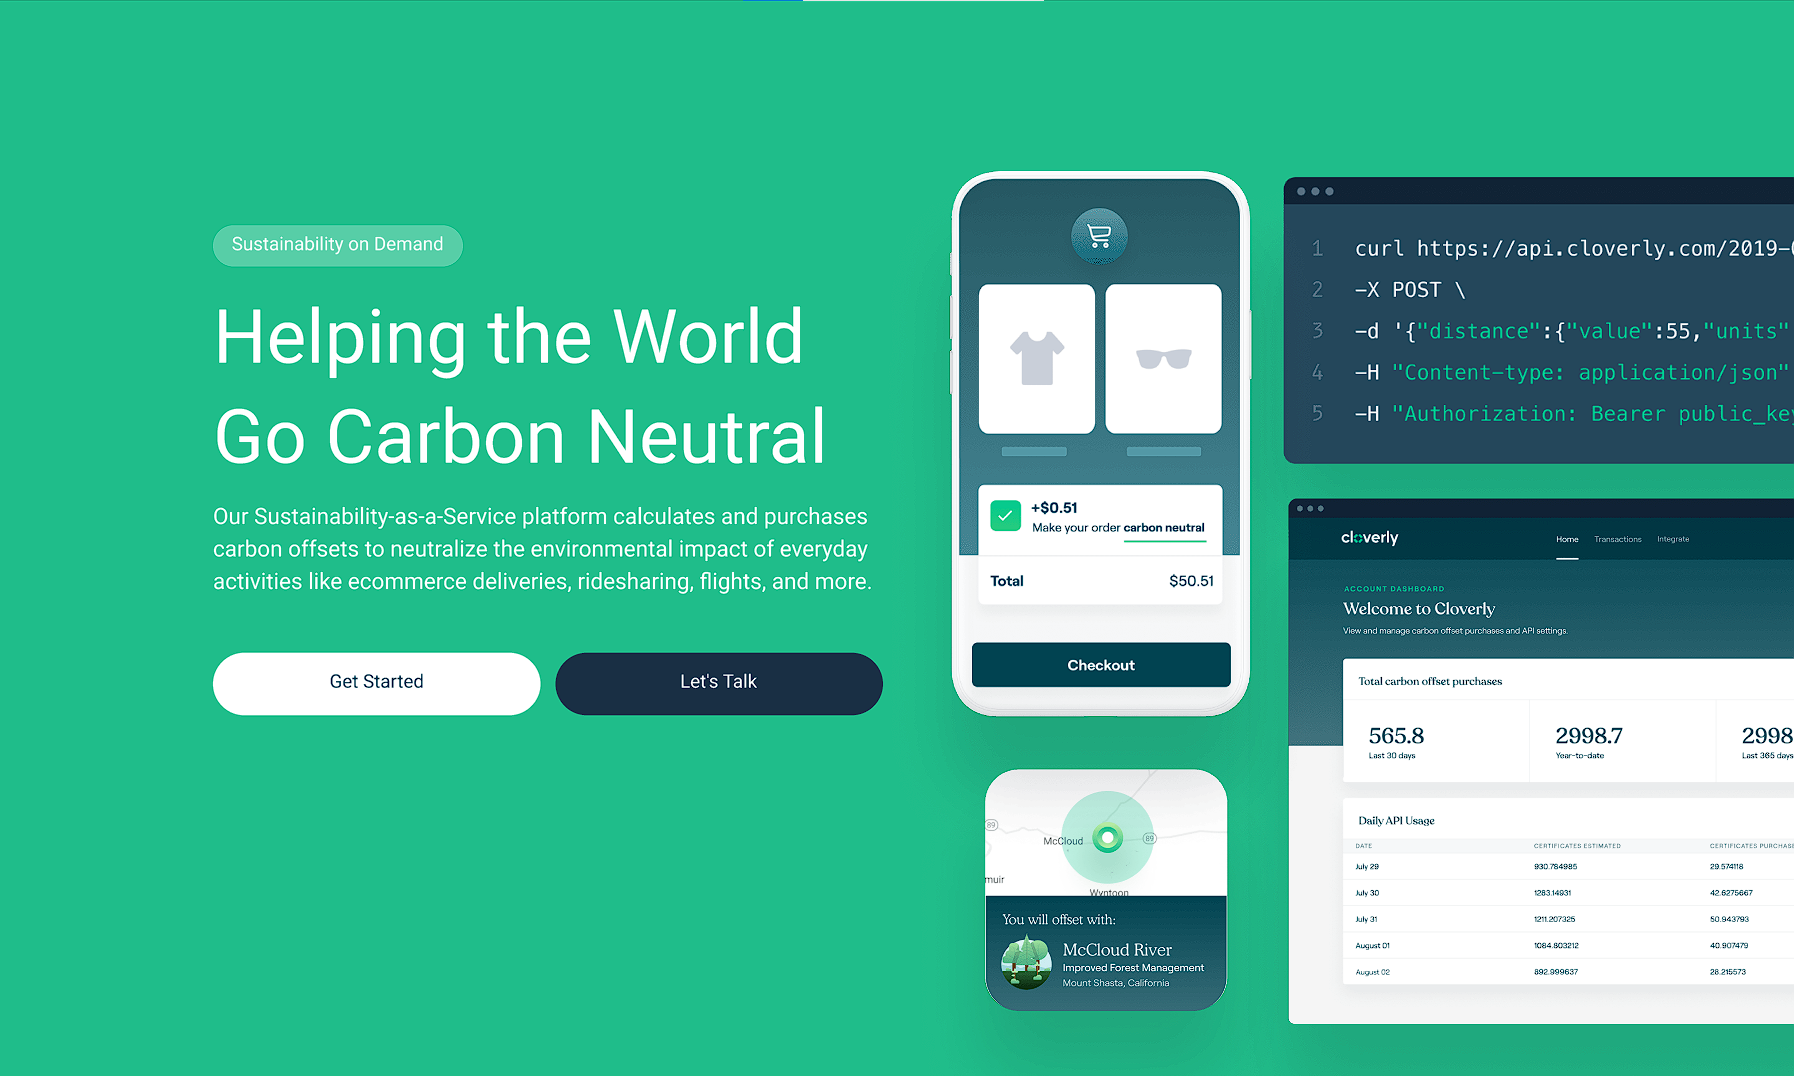 Sustainability on Demand
Helping the World
Go Carbon Neutral
Our Sustainability-as-a-Service platform calculates and purchases
carbon offsets to neutralize the environmental impact of everyday
activities like ecommerce deliveries, ridesharing, flights, and more.
Get Started
Let's Talk
+$0.51
Make your order carbon neutral
Total
$50.51
Checkout
89
McCloud
89
muir
Wyntoon
You will offset with:
McCloud River
Improved Forest Management
Mount Shasta, California
1 curl https://api.cloverly.com/2019-
2 -X POST \
3 -d '{"distance":{"value":55,"units"
4 -H "Content-type: application/json"
5 -H "Authorization: Bearer public_key
cloverly
Home Transactions Integrate
ACCOUNT DASHBOARD
Welcome to Cloverly
View and manage carbon offset purchases and API settings.
Total carbon offset purchases
565.8 2998.7 2998
Last 30 days Year-to-date Last 365 days
Daily API Usage
DATE CERTIFICATES ESTIMATED CERTIFICATES PURCHASE
July 29 930.784985 29.574118
July 30 1283.14931 42.6275667
July 31 1211.207325 50.943793
August 01 1084.803212 40.907479
August 02 892.999637 28.215573